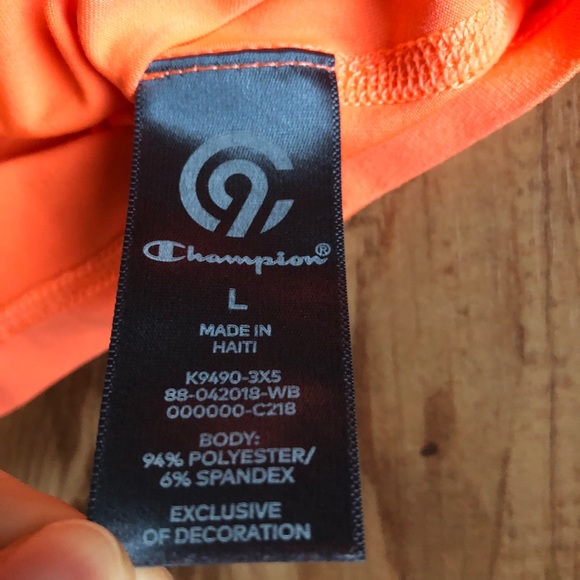 C9
Champion®
L
MADE IN
HAITI
K9490-3X5
88-042018-WB
000000-C218
BODY:
94% POLYESTER/
6% SPANDEX
EXCLUSIVE
OF DECORATION